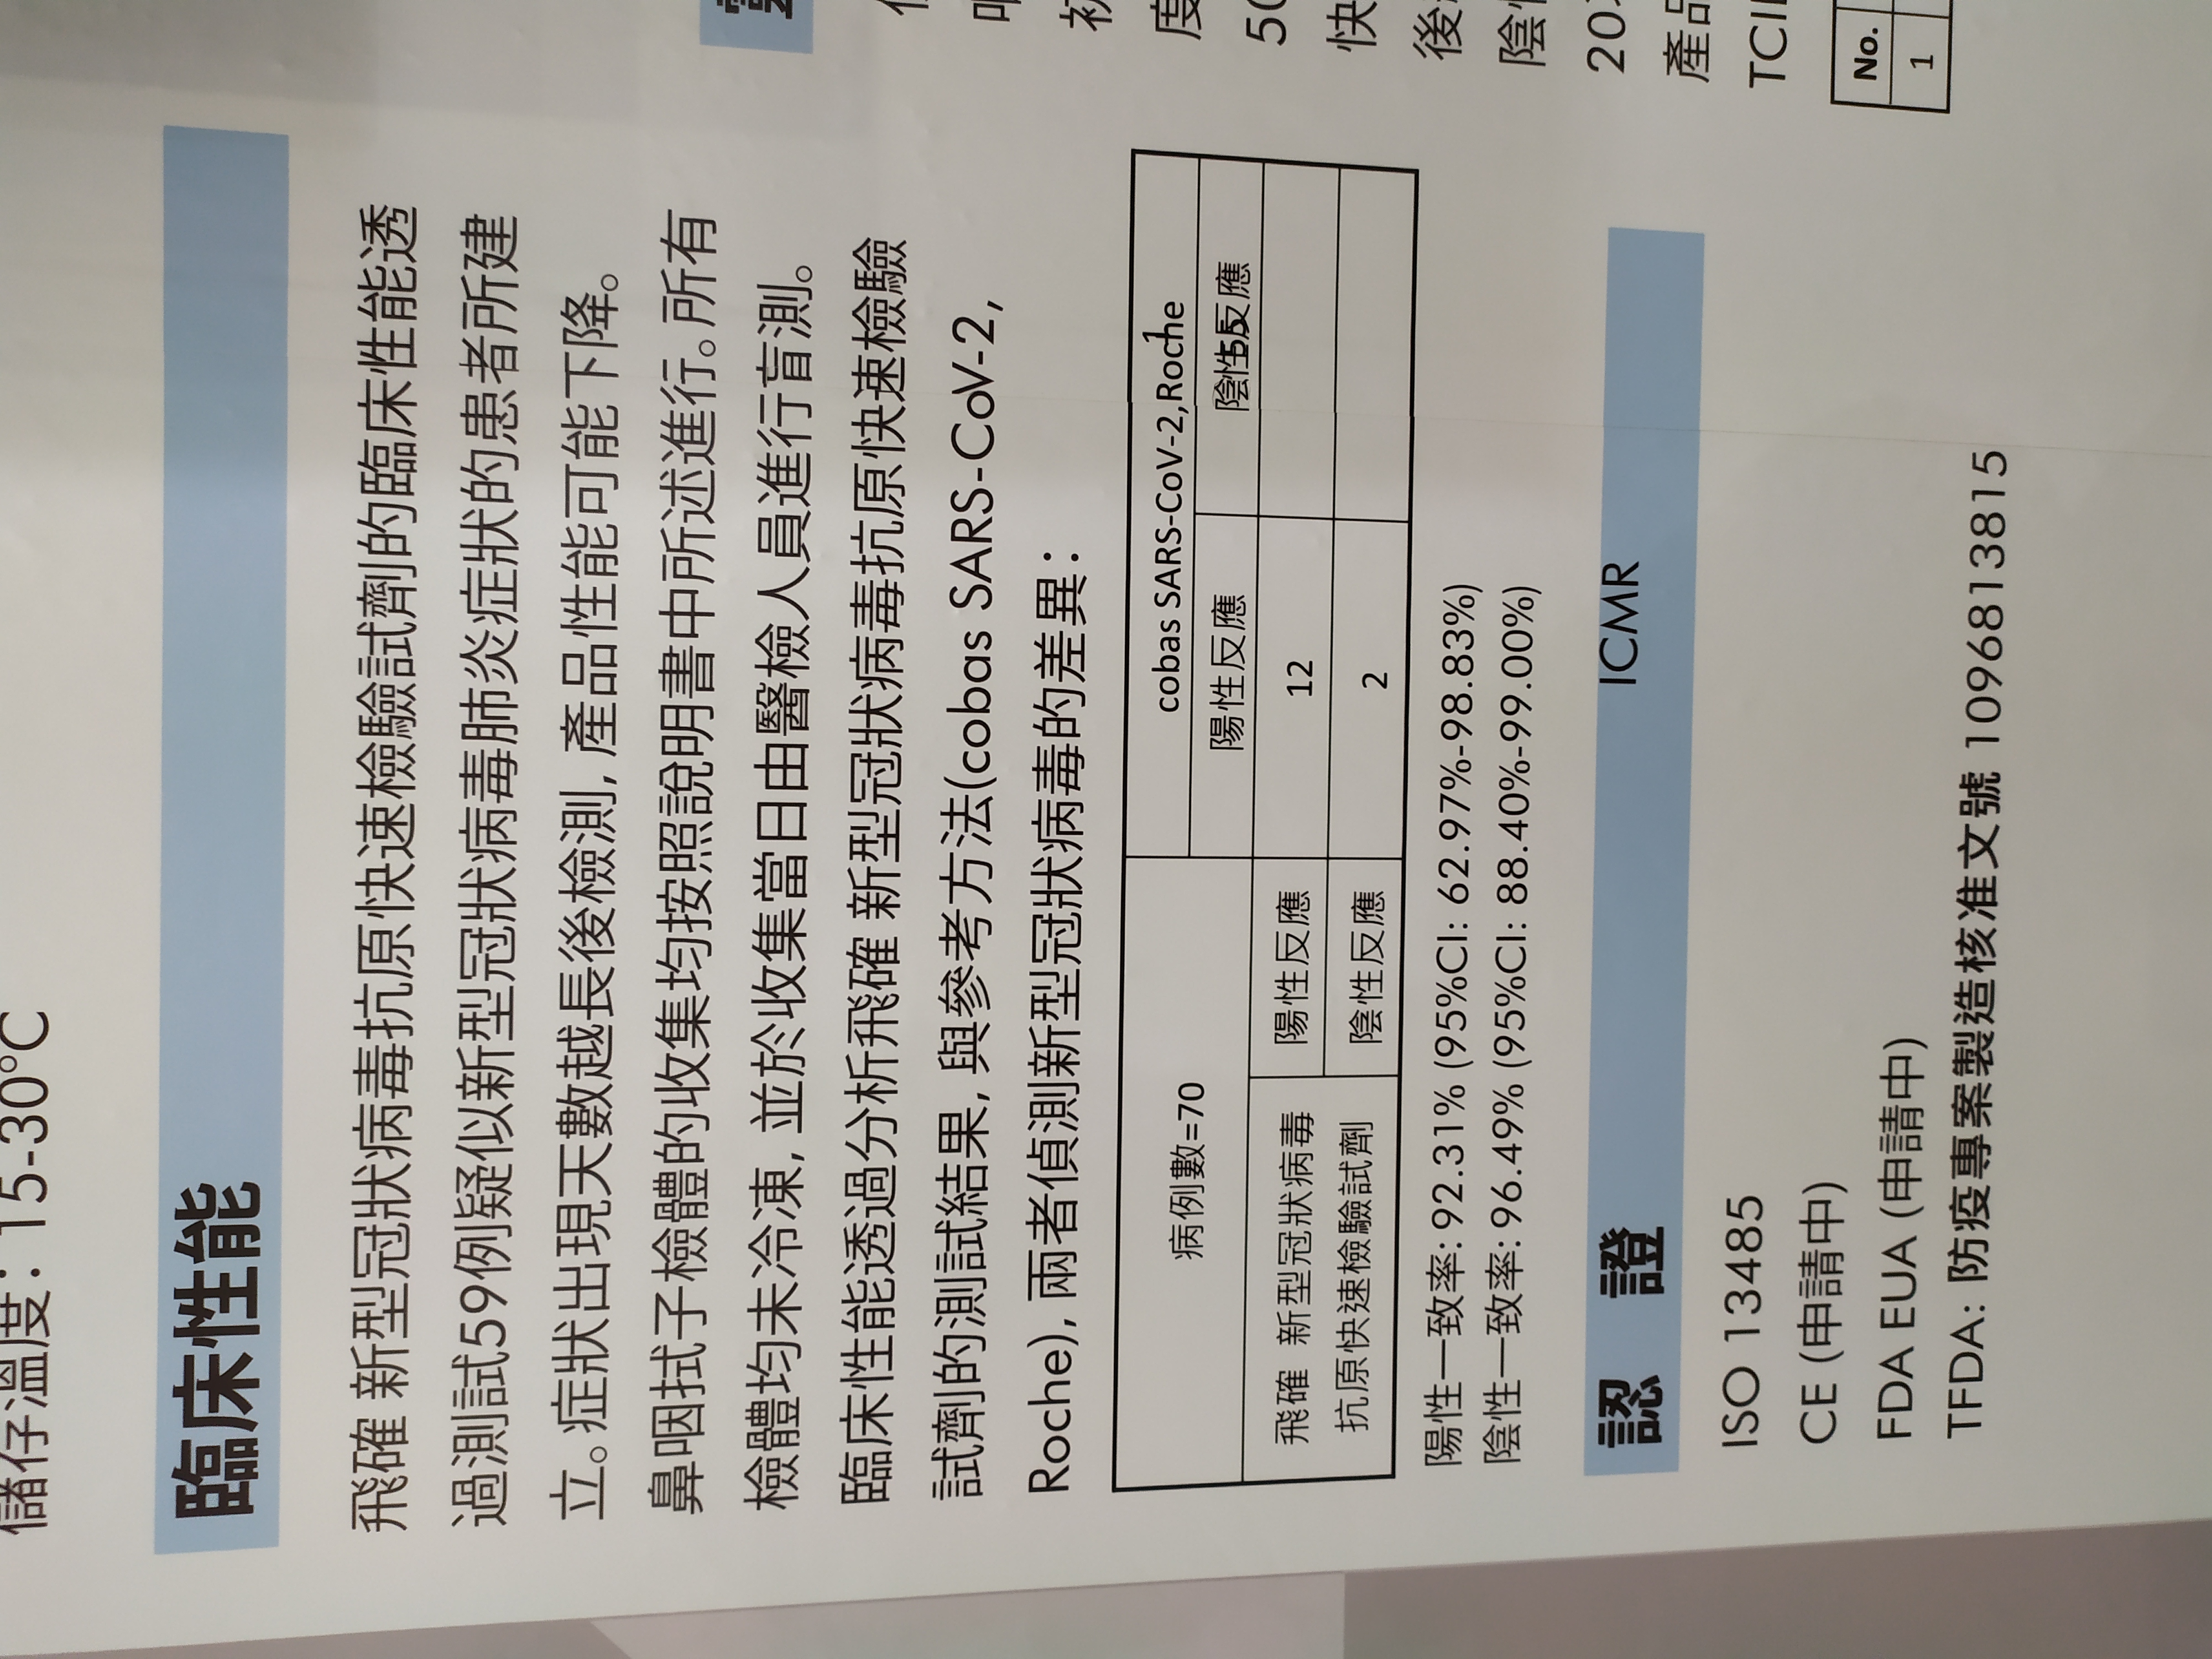 儲存溫度：15-30°C
臨床性能
飛確 新型冠狀病毒抗原快速檢驗試劑的臨床性能透
過測試59例疑似新型冠狀病毒肺炎症狀的患者所建
立。症狀出現天數越長後檢測, 產品性能可能下降。
鼻咽拭子檢體的收集均按照說明書中所述進行。所有
檢體均未冷凍, 並於收集當日由醫檢人員進行盲測。
臨床性能透過分析飛確 新型冠狀病毒抗原快速檢驗
試劑的測試結果, 與參考方法(cobas SARS-CoV-2,
Roche), 兩者偵測新型冠狀病毒的差異：
病例數=70
cobas SARS-CoV-2,Roche
1
陽性反應
陰性反應
55
飛確 新型冠狀病毒
抗原快速檢驗試劑
陽性反應
12
陰性反應
2
陽性一致率: 92.31% (95%CI: 62.97%-98.83%)
陰性一致率: 96.49% (95%CI: 88.40%-99.00%)
認 證
ICMR
ISO 13485
CE (申請中)
FDA EUA (申請中)
TFDA: 防疫專案製造核准文號 1096813815
度
50
快
後
20
產品
No.
1